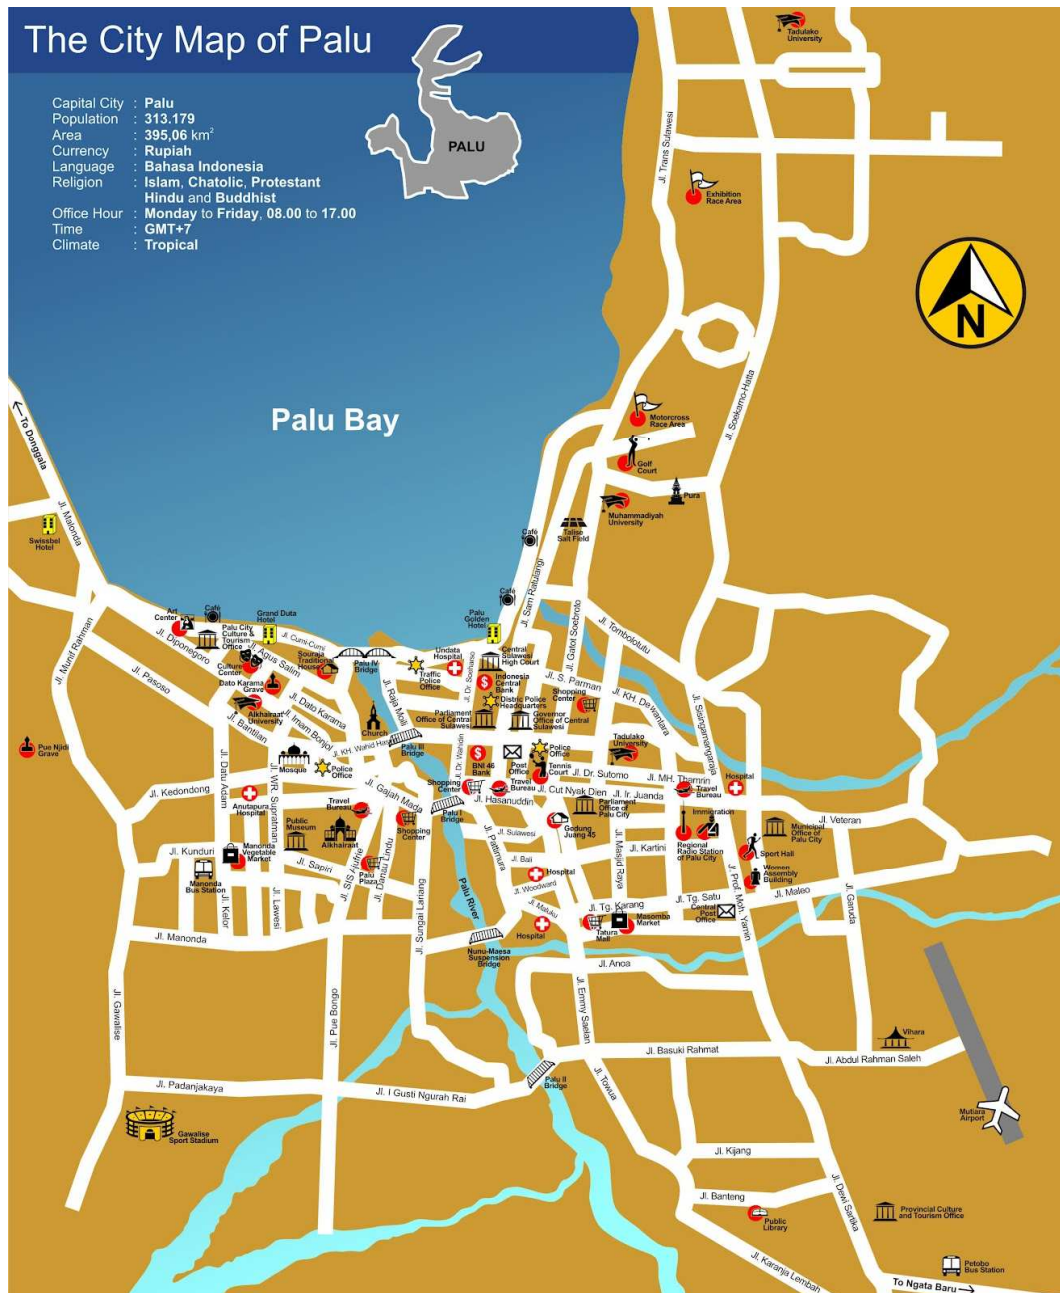 The City Map of Palu
Capital City : Palu
Population : 313.179
Area : 395,06 km²
Currency : Rupiah
Language : Bahasa Indonesia
Religion : Islam, Chatolic, Protestant
Hindu and Buddhist
Office Hour : Monday to Friday, 08.00 to 17.00
Time : GMT+7
Climate : Tropical
PALU
Tadulako
University
Jl. Trans Sulawesi
Exhibition
Race Area
N
Palu Bay
Jl. Soekarno-Hatta
Motorcross
Race Area
Golf
Court
Pura
Muhammadiyah
University
Talise
Salt Field
Café
Café
To Donggala
Jl. Malonda
Swissbel
Hotel
Jl. Sam Ratulangi
Jl. Gatot Soebroto
Jl. Tombolotutu
Art
Center
Café
Grand Duta
Hotel
Palu City
Culture &
Tourism
Office
Jl. Cumi-Cumi
Jl. Diponegoro
Jl. Agus Salim
Culture
Center
Souraja
Traditional
House
Palu IV
Bridge
Traffic
Police
Office
Undata
Hospital
Palu
Golden
Hotel
Central
Sulawesi
High Court
Jl. Dr. Soeharso
Indonesia
Central
Bank
Jl. S. Parman
Shopping
Center
Jl. KH. Dewantara
Jl. Sisingamangaraja
Jl. Munif Rahman
Jl. Pasoso
Dato Karama
Grave
Alkhairaat
University
Jl. Dato Karama
Jl. Imam Bonjol
Jl. Bantilan
Church
Jl. KH. Wahid Hasyim
Jl. Raja Moili
Palu III
Bridge
Distric Police
Headquarters
Parliament
Office of Central
Sulawesi
Governor
Office of Central
Sulawesi
Pue Njidi
Grave
Mosque
Police
Office
Jl. Dr. Wahidin
BNI 46
Bank
Post
Office
Police
Office
Tennis
Court
Tadulako
University
Jl. Dr. Sutomo
Jl. MH. Thamrin
Hospital
Jl. Kedondong
Jl. Datu Adam
Jl. WR. Supratman
Anutapura
Hospital
Travel
Bureau
Jl. Gajah Mada
Shopping
Center
Travel
Bureau
Jl. Cut Nyak Dien
Jl. Ir. Juanda
Travel
Bureau
Palu I
Bridge
Jl. Hasanuddin
Parliament
Office of
Palu City
Public
Museum
Alkhairaat
Shopping
Center
Jl. Pattimura
Jl. Sulawesi
Gedung
Juang 45
Immigration
Regional
Radio Station
of Palu City
Municipal
Office of
Palu City
Jl. Veteran
Jl. Kunduri
Manonda
Vegetable
Market
Manonda
Bus Station
Jl. Sapiri
Jl. SIS Aljufrie
Palu
Plaza
Jl. Danau Lindu
Jl. Bali
Jl. Woodward
Hospital
Jl. Masjid Raya
Jl. Kartini
Sport Hall
Women
Assembly
Building
Jl. Kelor
Jl. Lawesi
Jl. Sungai Lariang
Palu River
Jl. Maluku
Hospital
Jl. Tg. Karang
Tatura
Mall
Masomba
Market
Jl. Tg. Satu
Central
Post
Office
Jl. Maleo
Jl. Garuda
Jl. Prof. Moh. Yamin
Jl. Manonda
Nunu-Maesa
Suspension
Bridge
Jl. Anoa
Jl. Gawalise
Jl. Pue Bongo
Jl. Emmy Saelan
Jl. Basuki Rahmat
Vihara
Jl. Abdul Rahman Saleh
Jl. Padanjakaya
Jl. I Gusti Ngurah Rai
Palu II
Bridge
Jl. Towua
Mutiara
Airport
Gawalise
Sport Stadium
Jl. Kijang
Jl. Banteng
Public
Library
Jl. Dewi Sartika
Provincial Culture
and Tourism Office
Jl. Karanja Lembah
Petobo
Bus Station
To Ngata Baru